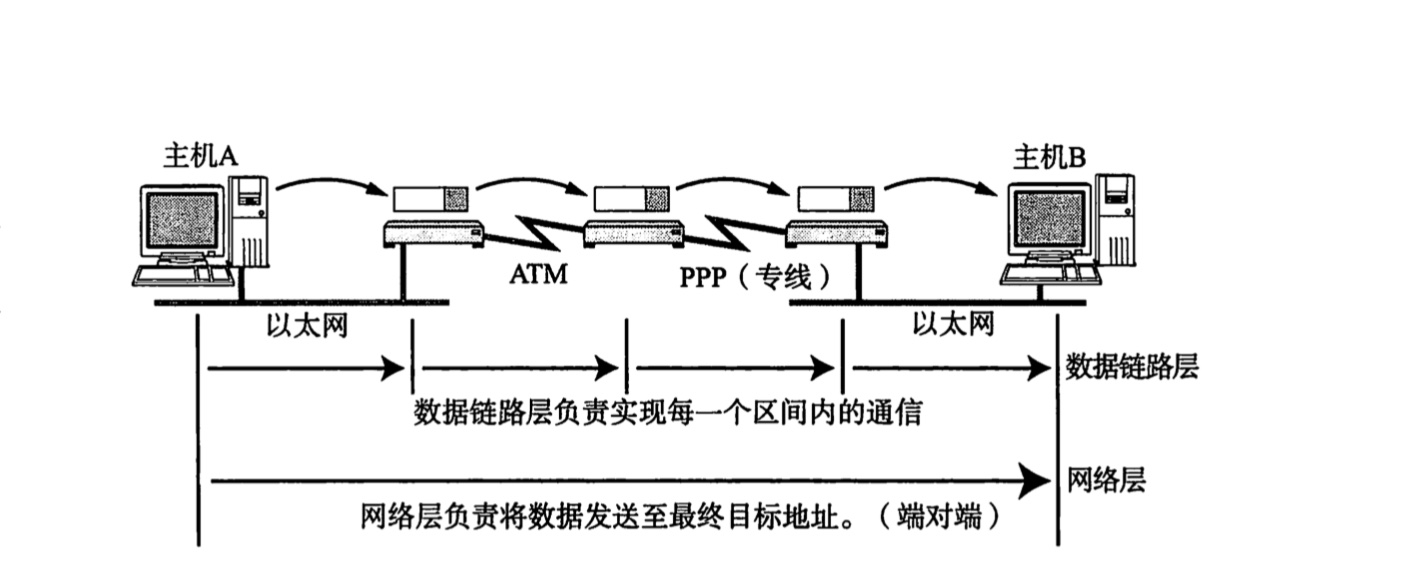 主机A
主机B
ATM
PPP（专线）
以太网
以太网
数据链路层
数据链路层负责实现每一个区间内的通信
网络层
网络层负责将数据发送至最终目标地址。（端对端）